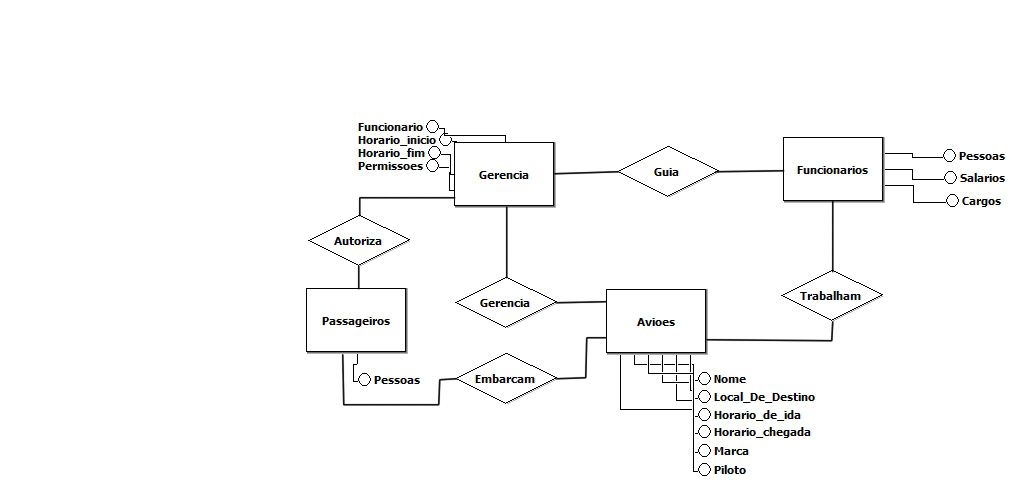 Funcionario
Horario_inicio
Horario_fim
Permissoes
Gerencia
Guia
Funcionarios
Pessoas
Salarios
Cargos
Autoriza
Gerencia
Trabalham
Passageiros
Avioes
Pessoas
Embarcam
Nome
Local_De_Destino
Horario_de_ida
Horario_chegada
Marca
Piloto